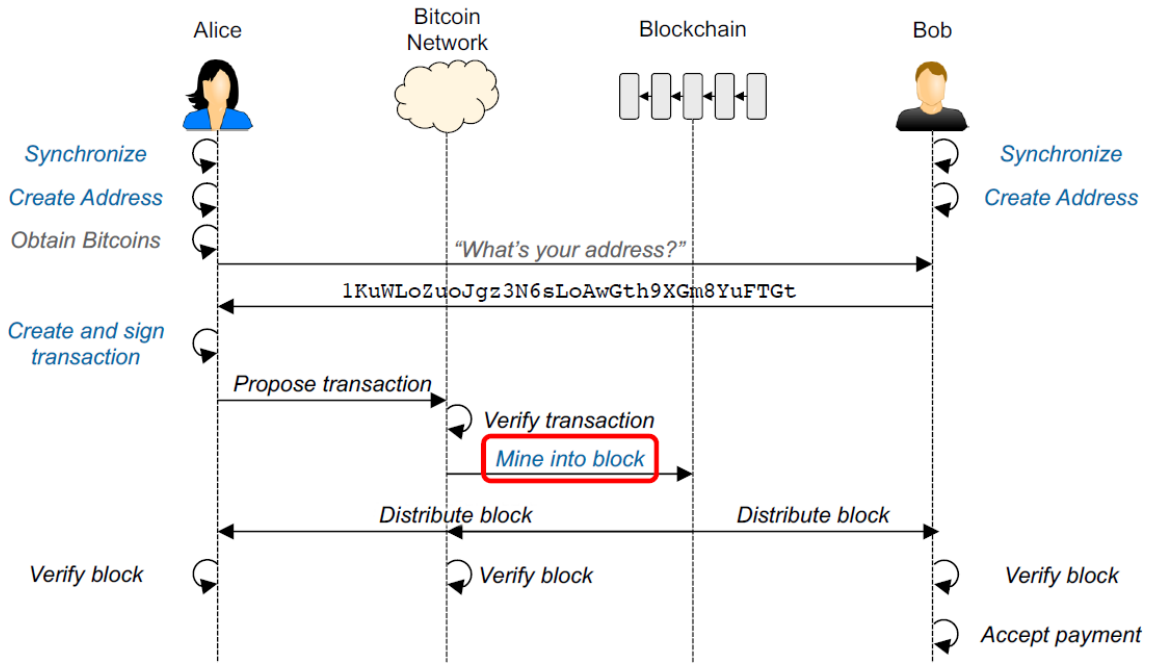 Alice
Bitcoin
Network
Blockchain
Bob
Synchronize
Synchronize
Create Address
Create Address
Obtain Bitcoins
“What’s your address?”
1KuWLoZuoJgz3N6sLoAwGth9XGm8YuFTGt
Create and sign
transaction
Propose transaction
Verify transaction
Mine into block
Distribute block
Distribute block
Verify block
Verify block
Verify block
Accept payment